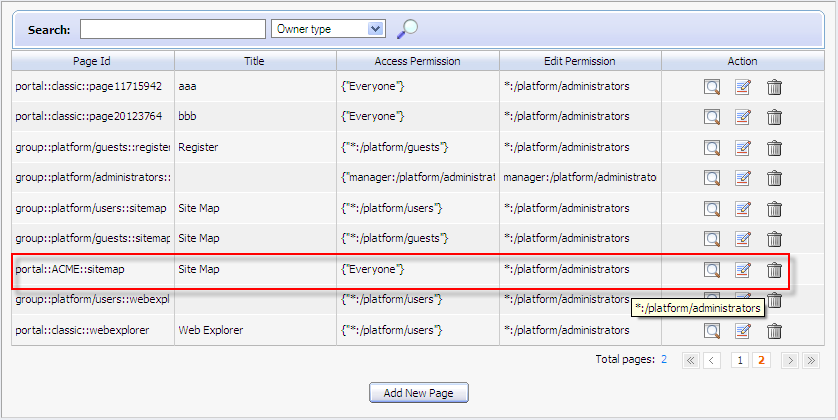 Search: Owner type
Page Id Title Access Permission Edit Permission Action
portal::classic::page11715942 aaa {"Everyone"} *:/platform/administrators
portal::classic::page20123764 bbb {"Everyone"} *:/platform/administrators
group::platform/guests::register Register {"*:/platform/guests"} *:/platform/administrators
group::platform/administrators:: {"manager:/platform/administrat manager:/platform/administrato
group::platform/users::sitemap Site Map {"*:/platform/users"} *:/platform/administrators
group::platform/guests::sitemap Site Map {"*:/platform/guests"} *:/platform/administrators
portal::ACME::sitemap Site Map {"Everyone"} *:/platform/administrators
group::platform/users::webexpl {"*:/platform/users"} *:/platform/administrators
*:/platform/administrators
portal::classic::webexplorer Web Explorer {"*:/platform/users"} *:/platform/administrators
Total pages: 2 1 2
Add New Page